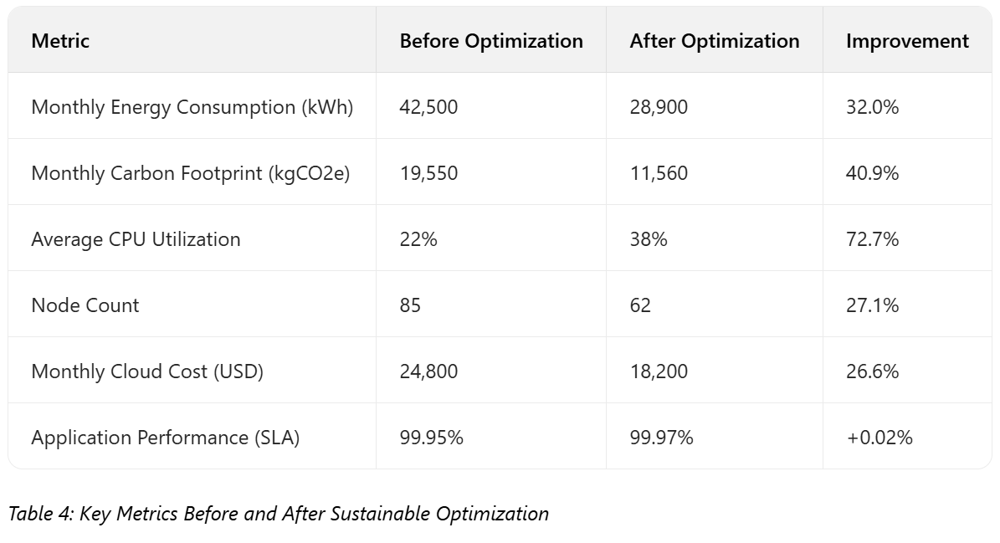 Metric Before Optimization After Optimization Improvement
Monthly Energy Consumption (kWh) 42,500 28,900 32.0%
Monthly Carbon Footprint (kgCO2e) 19,550 11,560 40.9%
Average CPU Utilization 22% 38% 72.7%
Node Count 85 62 27.1%
Monthly Cloud Cost (USD) 24,800 18,200 26.6%
Application Performance (SLA) 99.95% 99.97% +0.02%
Table 4: Key Metrics Before and After Sustainable Optimization